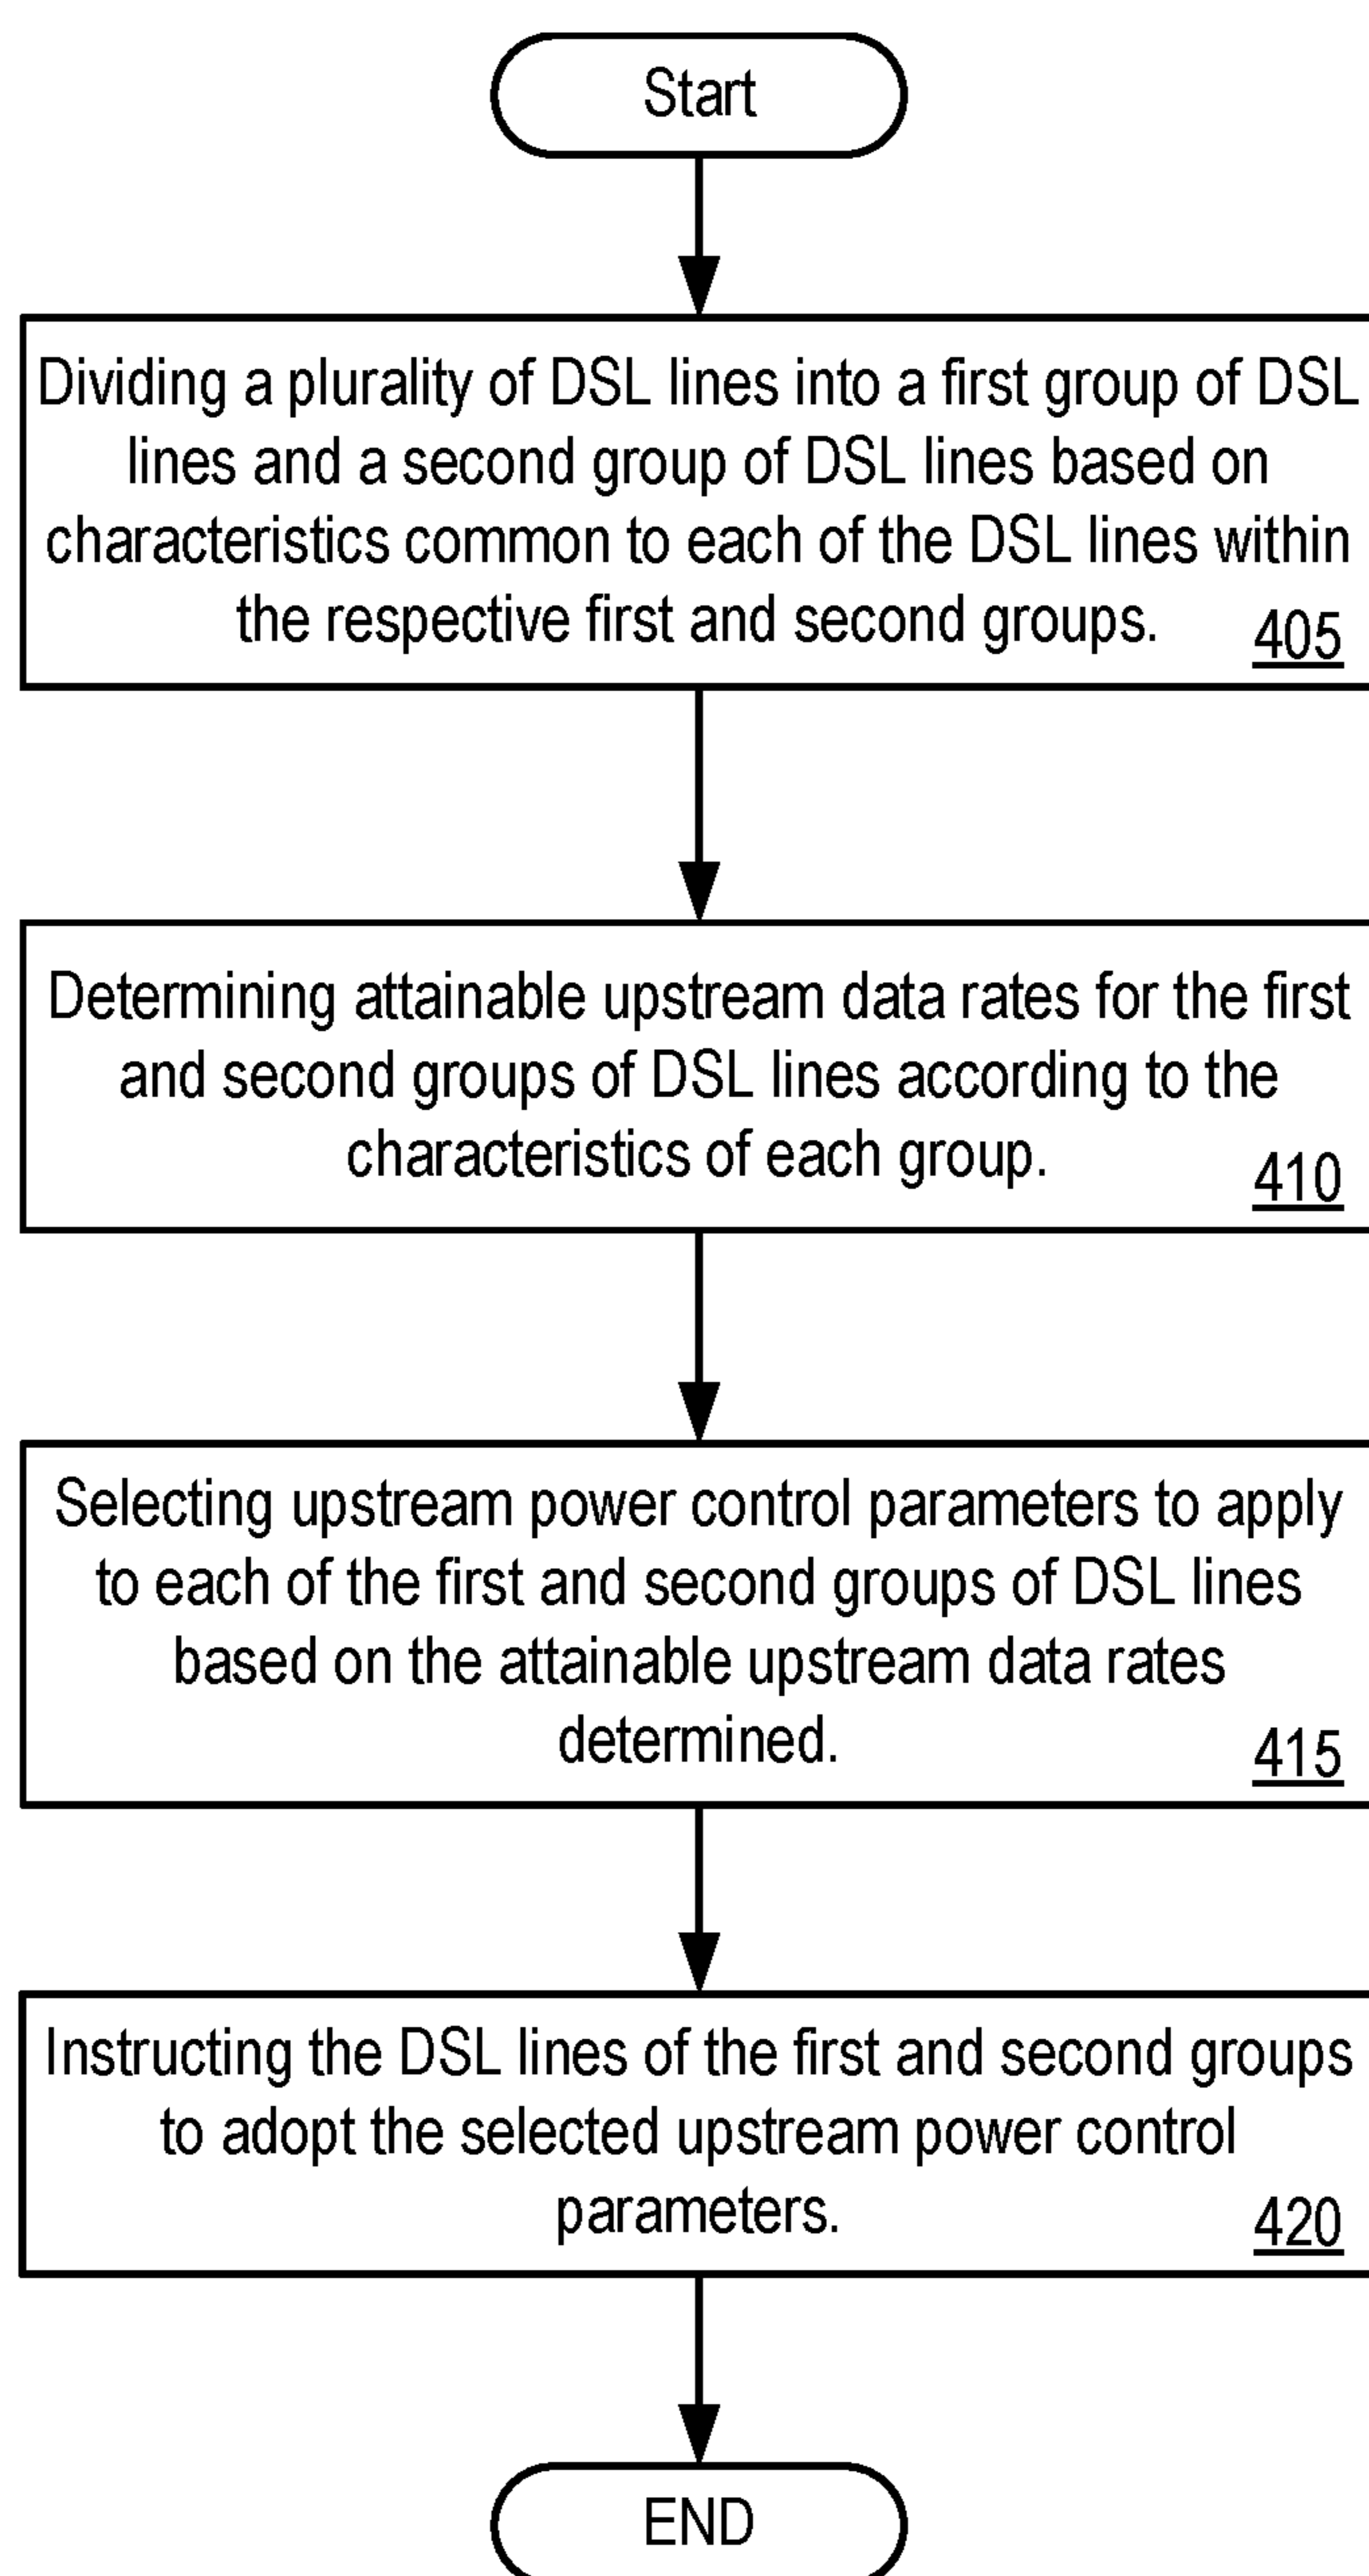 Start
Dividing a plurality of DSL lines into a first group of DSL
lines and a second group of DSL lines based on
characteristics common to each of the DSL lines within
the respective first and second groups.
405
Determining attainable upstream data rates for the first
and second groups of DSL lines according to the
characteristics of each group.
410
Selecting upstream power control parameters to apply
to each of the first and second groups of DSL lines
based on the attainable upstream data rates
determined.
415
Instructing the DSL lines of the first and second groups
to adopt the selected upstream power control
parameters.
420
END